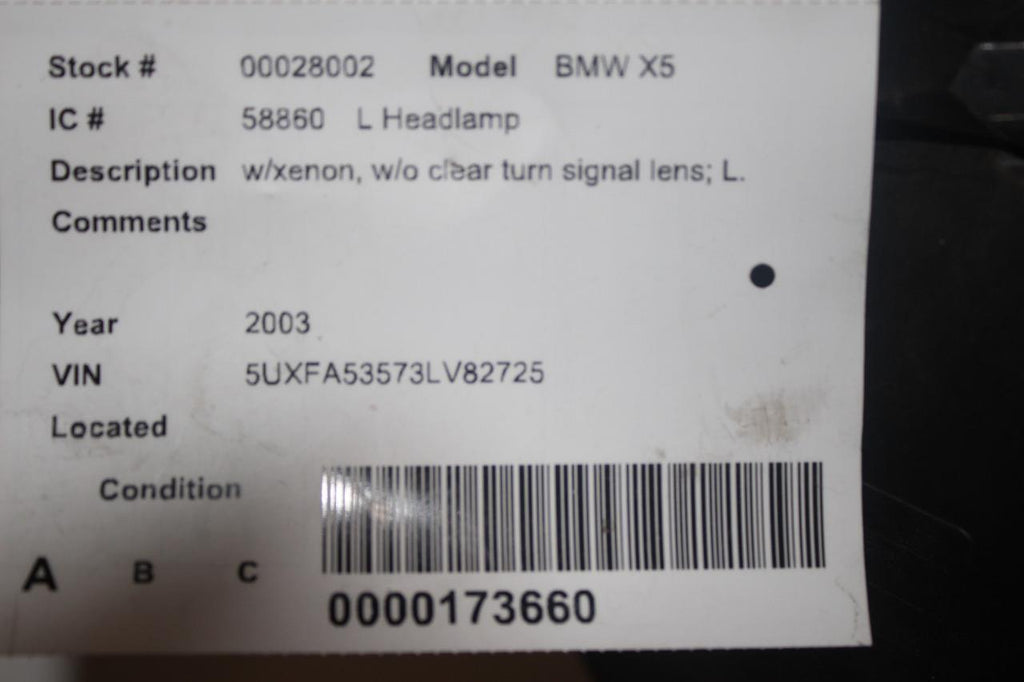 Stock # 00028002 Model BMW X5
IC # 58860 L Headlamp
Description w/xenon, w/o clear turn signal lens; L.
Comments
Year 2003
VIN 5UXFA53573LV82725
Located
Condition
A B C
0000173660